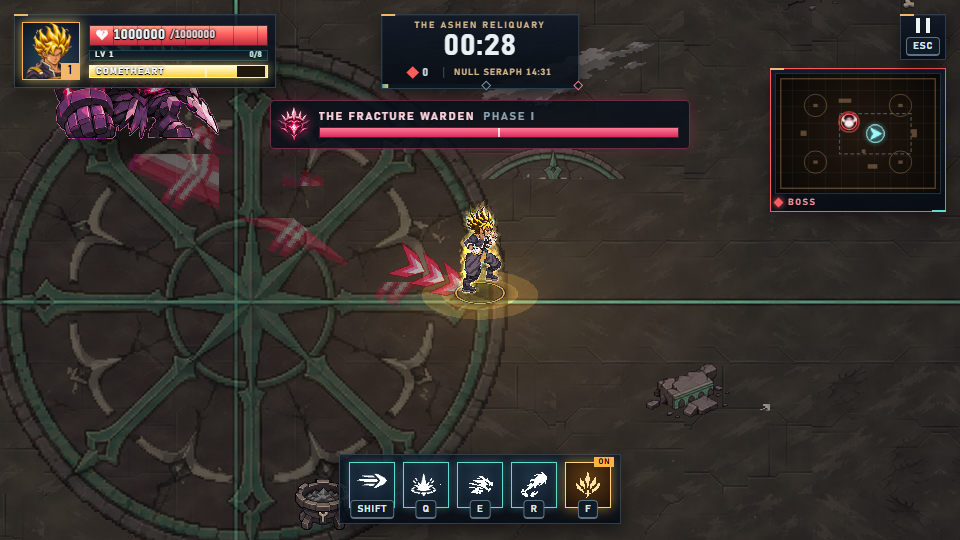 1000000 /1000000
LV 1
0/8
COMETHEART
1
THE ASHEN RELIQUARY
00:28
0
NULL SERAPH 14:31
ESC
THE FRACTURE WARDEN PHASE I
BOSS
ON
SHIFT
Q
E
R
F